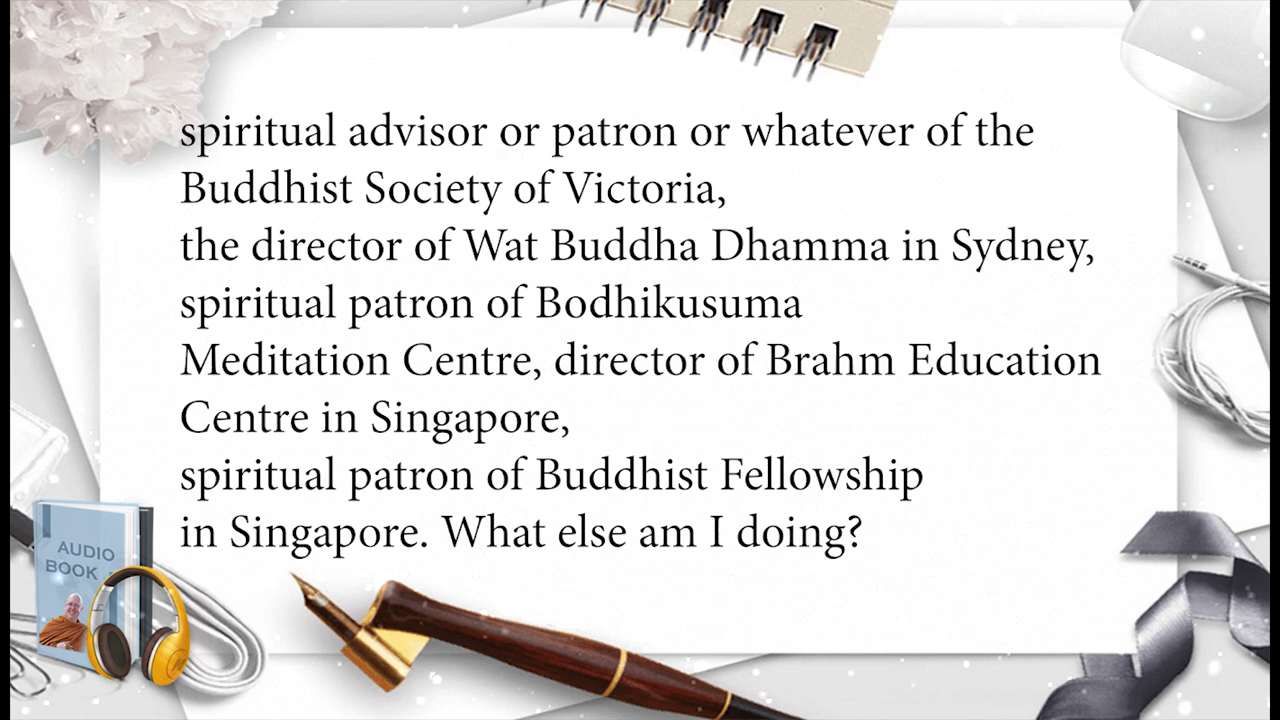 spiritual advisor or patron or whatever of the
Buddhist Society of Victoria,
the director of Wat Buddha Dhamma in Sydney,
spiritual patron of Bodhikusuma
Meditation Centre, director of Brahm Education
Centre in Singapore,
spiritual patron of Buddhist Fellowship
in Singapore. What else am I doing?
AUDIO
BOOK